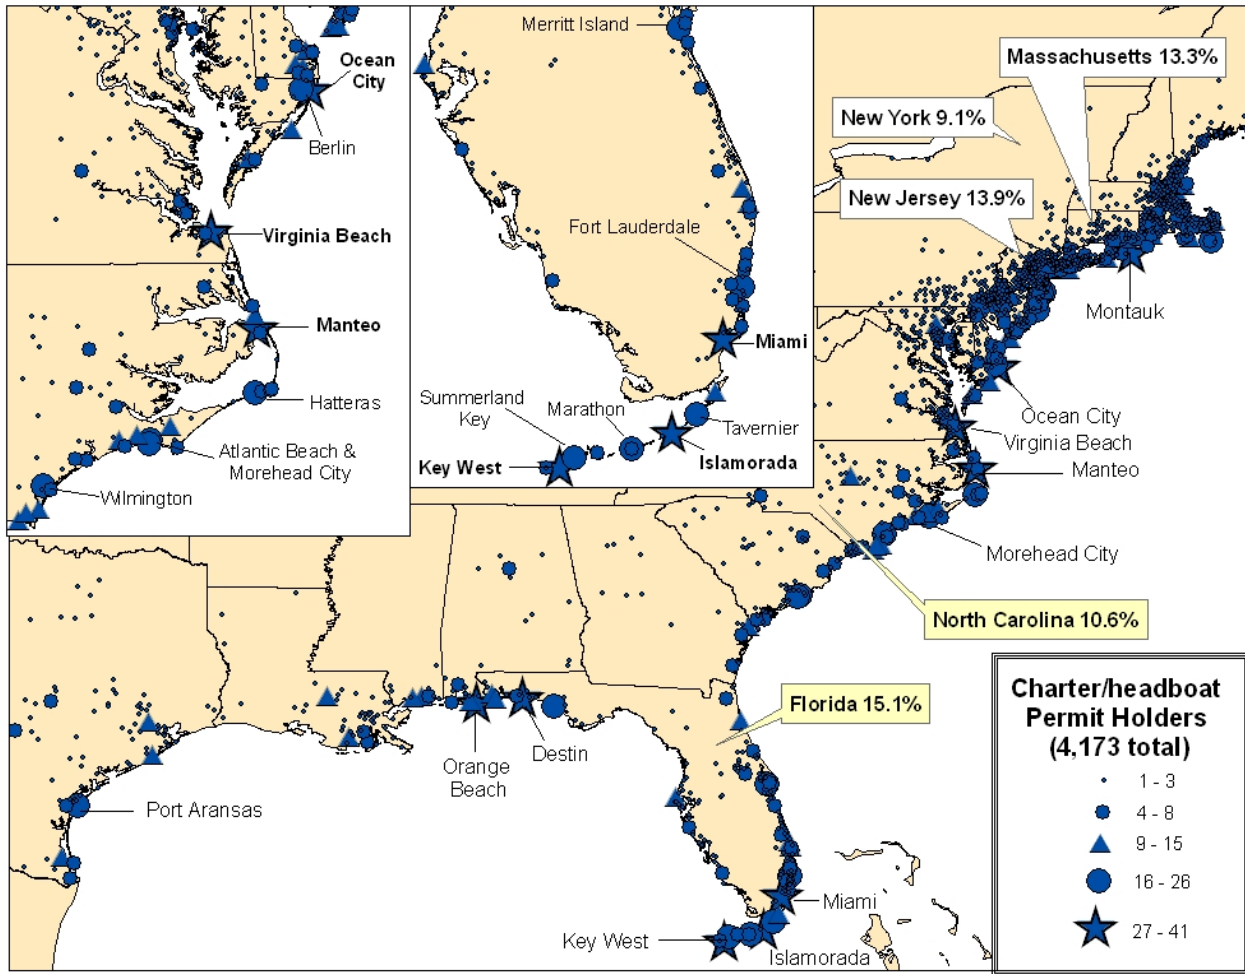 Merritt Island
Massachusetts 13.3%
Ocean
City
New York 9.1%
Berlin
New Jersey 13.9%
Fort Lauderdale
Virginia Beach
Montauk
Manteo
Miami
Summerland
Key
Marathon
Hatteras
Tavernier
Ocean City
Virginia Beach
Atlantic Beach &
Morehead City
Key West
Islamorada
Manteo
Wilmington
Morehead City
North Carolina 10.6%
Florida 15.1%
Orange
Beach
Destin
Port Aransas
Miami
Key West
Islamorada
Charter/headboat
Permit Holders
(4,173 total)
1 - 3
4 - 8
9 - 15
16 - 26
27 - 41